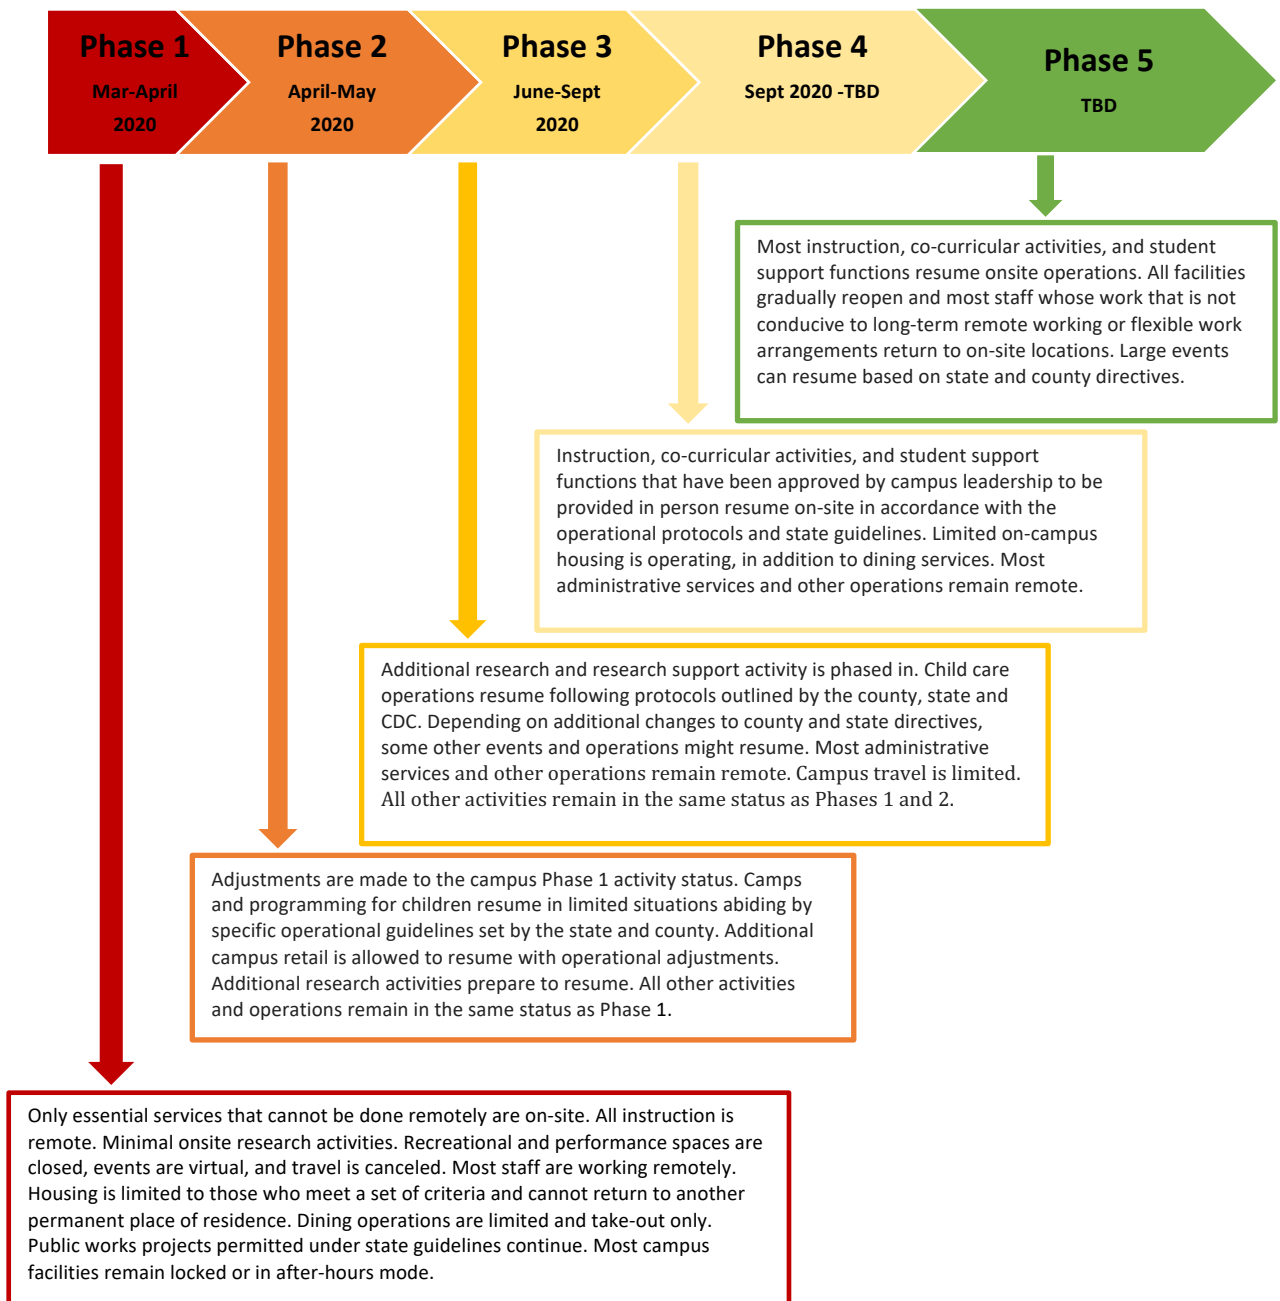 Phase 1
Mar-April
2020
Phase 2
April-May
2020
Phase 3
June-Sept
2020
Phase 4
Sept 2020 -TBD
Phase 5
TBD
Most instruction, co-curricular activities, and student
support functions resume onsite operations. All facilities
gradually reopen and most staff whose work that is not
conducive to long-term remote working or flexible work
arrangements return to on-site locations. Large events
can resume based on state and county directives.
Instruction, co-curricular activities, and student support
functions that have been approved by campus leadership to be
provided in person resume on-site in accordance with the
operational protocols and state guidelines. Limited on-campus
housing is operating, in addition to dining services. Most
administrative services and other operations remain remote.
Additional research and research support activity is phased in. Child care
operations resume following protocols outlined by the county, state and
CDC. Depending on additional changes to county and state directives,
some other events and operations might resume. Most administrative
services and other operations remain remote. Campus travel is limited.
All other activities remain in the same status as Phases 1 and 2.
Adjustments are made to the campus Phase 1 activity status. Camps
and programming for children resume in limited situations abiding by
specific operational guidelines set by the state and county. Additional
campus retail is allowed to resume with operational adjustments.
Additional research activities prepare to resume. All other activities
and operations remain in the same status as Phase 1.
Only essential services that cannot be done remotely are on-site. All instruction is
remote. Minimal onsite research activities. Recreational and performance spaces are
closed, events are virtual, and travel is canceled. Most staff are working remotely.
Housing is limited to those who meet a set of criteria and cannot return to another
permanent place of residence. Dining operations are limited and take-out only.
Public works projects permitted under state guidelines continue. Most campus
facilities remain locked or in after-hours mode.